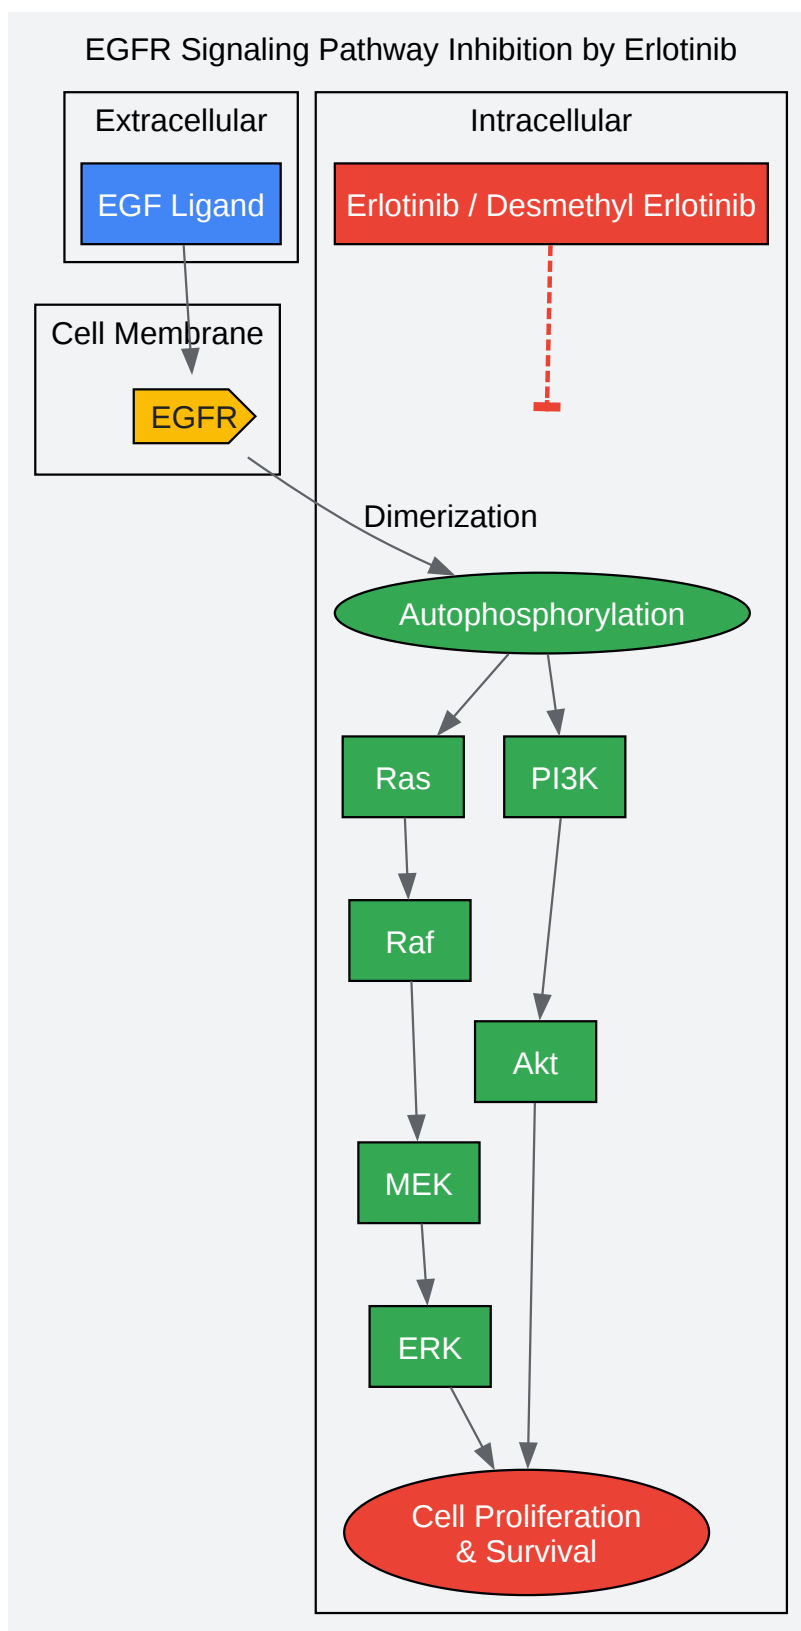 EGFR Signaling Pathway Inhibition by Erlotinib
Extracellular
EGF Ligand
Intracellular
Erlotinib / Desmethyl Erlotinib
Cell Membrane
EGFR
Dimerization
Autophosphorylation
Ras
PI3K
Raf
Akt
MEK
ERK
Cell Proliferation
& Survival